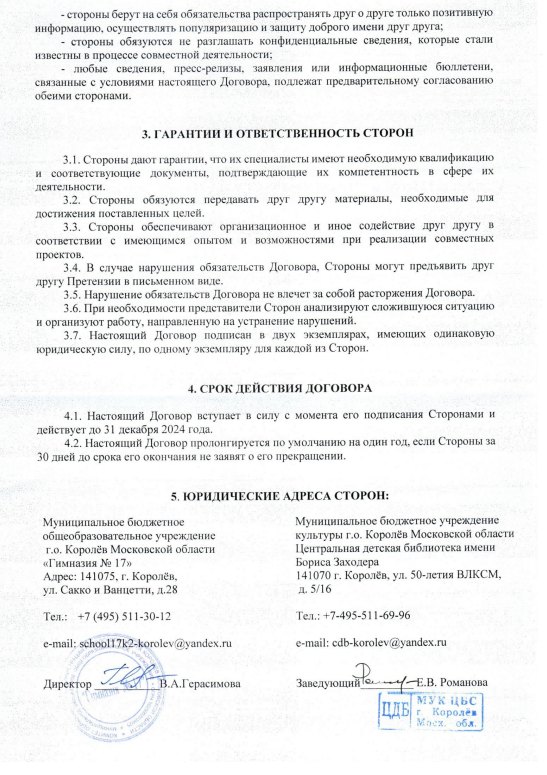 - стороны берут на себя обязательства распространять друг о друге только позитивную
информацию, осуществлять популяризацию и защиту доброго имени друг друга;
- стороны обязуются не разглашать конфиденциальные сведения, которые стали
известны в процессе совместной деятельности;
- любые сведения, пресс-релизы, заявления или информационные бюллетени,
связанные с условиями настоящего Договора, подлежат предварительному согласованию
обеими сторонами.
3. ГАРАНТИИ И ОТВЕТСТВЕННОСТЬ СТОРОН
3.1. Стороны дают гарантии, что их специалисты имеют необходимую квалификацию
и соответствующие документы, подтверждающие их компетентность в сфере их
деятельности.
3.2. Стороны обязуются передавать друг другу материалы, необходимые для
достижения поставленных целей.
3.3. Стороны обеспечивают организационное и иное содействие друг другу в
соответствии с имеющимся опытом и возможностями при реализации совместных
проектов.
3.4. В случае нарушения обязательств Договора, Стороны могут предъявить друг
другу Претензии в письменном виде.
3.5. Нарушение обязательств Договора не влечет за собой расторжения Договора.
3.6. При необходимости представители Сторон анализируют сложившуюся ситуацию
и организуют работу, направленную на устранение нарушений.
3.7. Настоящий Договор подписан в двух экземплярах, имеющих одинаковую
юридическую силу, по одному экземпляру для каждой из Сторон.
4. СРОК ДЕЙСТВИЯ ДОГОВОРА
4.1. Настоящий Договор вступает в силу с момента его подписания Сторонами и
действует до 31 декабря 2024 года.
4.2. Настоящий Договор пролонгируется по умолчанию на один год, если Стороны за
30 дней до срока его окончания не заявят о его прекращении.
5. ЮРИДИЧЕСКИЕ АДРЕСА СТОРОН:
Муниципальное бюджетное
общеобразовательное учреждение
г.о. Королёв Московской области
«Гимназия № 17»
Адрес: 141075, г. Королёв,
ул. Сакко и Ванцетти, д.28
Тел.: +7 (495) 511-30-12
e-mail: school17k2-korolev@yandex.ru
Директор В.А.Герасимова
Муниципальное бюджетное учреждение
культуры г.о. Королёв Московской области
Центральная детская библиотека имени
Бориса Заходера
141070 г. Королёв, ул. 50-летия ВЛКСМ,
д. 5/16
Тел.: +7-495-511-69-96
e-mail: cdb-korolev@yandex.ru
Заведующий Е.В. Романова
ЦДБ
МУК ЦБС
г. Королёв
Моск. обл.